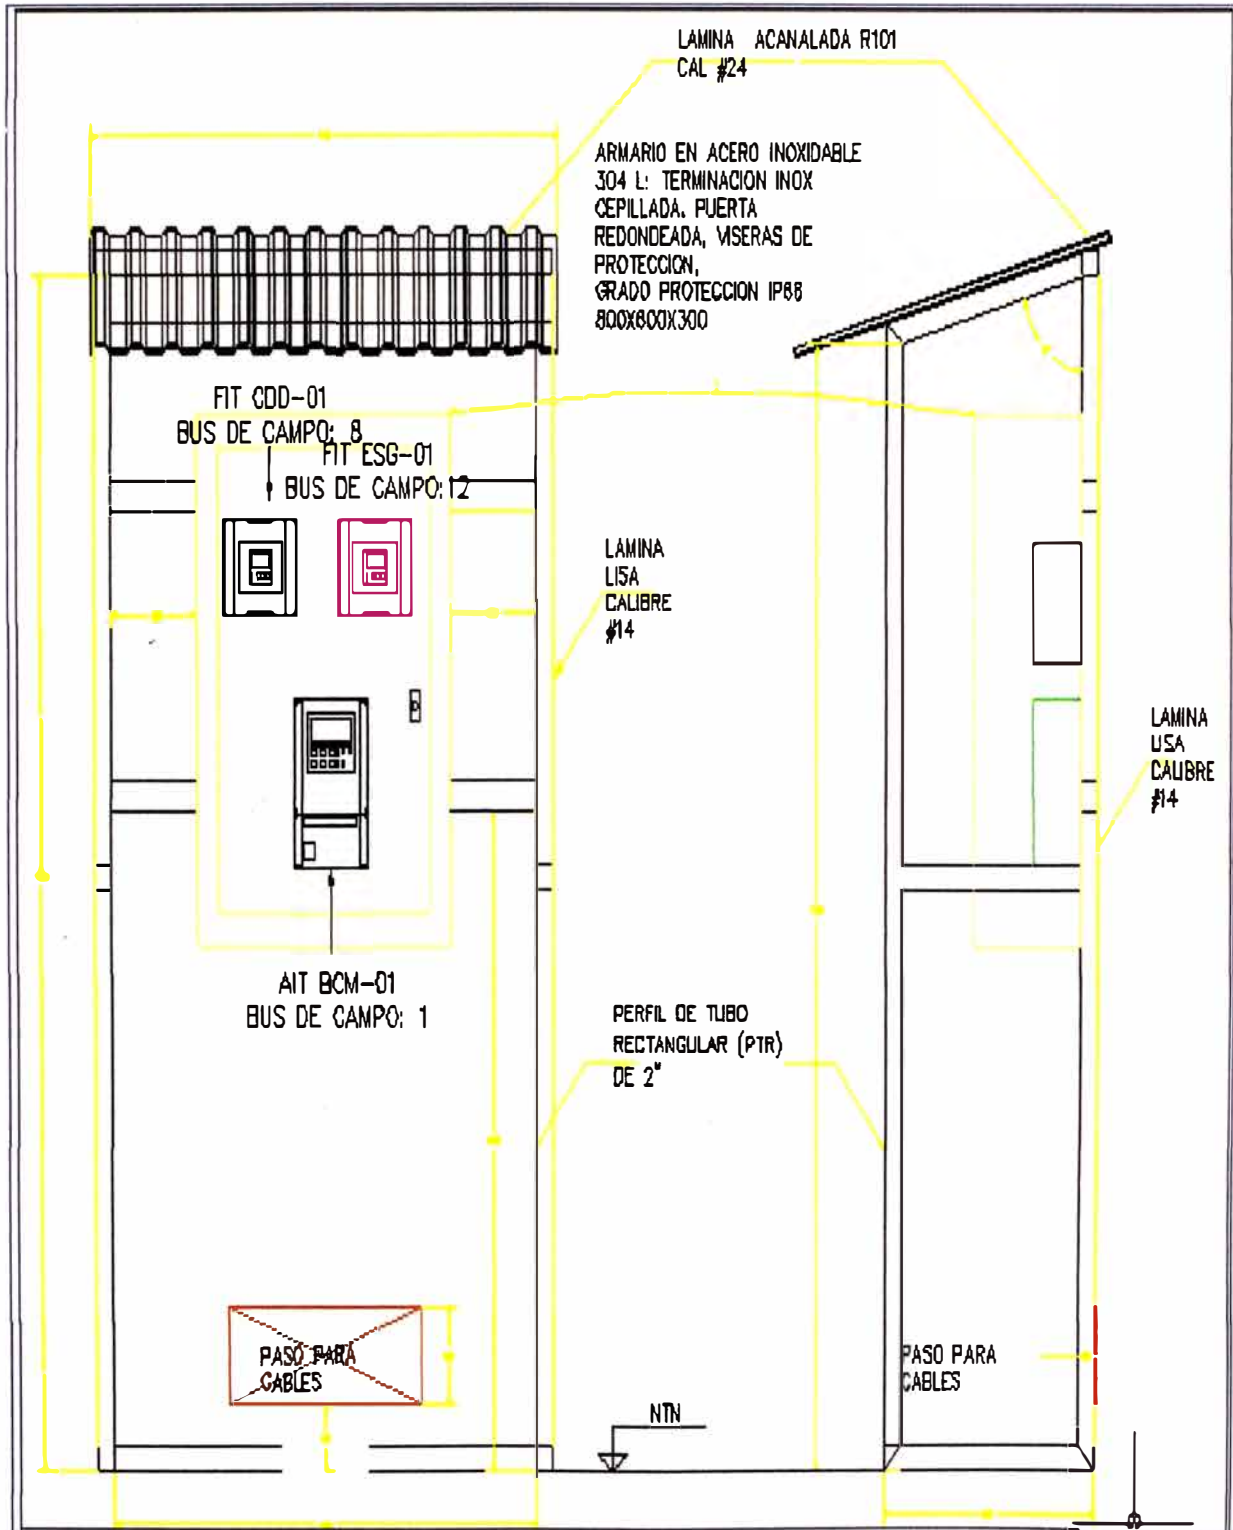 LAMINA ACANALADA R101
CAL #24
ARMARIO EN ACERO INOXIDABLE
304 L: TERMINACION INOX
CEPILLADA. PUERTA
REDONDEADA, VISERAS DE
PROTECCION,
GRADO PROTECCION IP66
800X600X300
FIT CDD-01
BUS DE CAMPO: 8
FIT ESG-01
BUS DE CAMPO: 12
LAMINA
LISA
CALIBRE
#14
LAMINA
LISA
CALIBRE
#14
AIT BCM-01
BUS DE CAMPO: 1
PERFIL DE TUBO
RECTANGULAR (PTR)
DE 2"
PASO PARA
CABLES
PASO PARA
CABLES
NTN